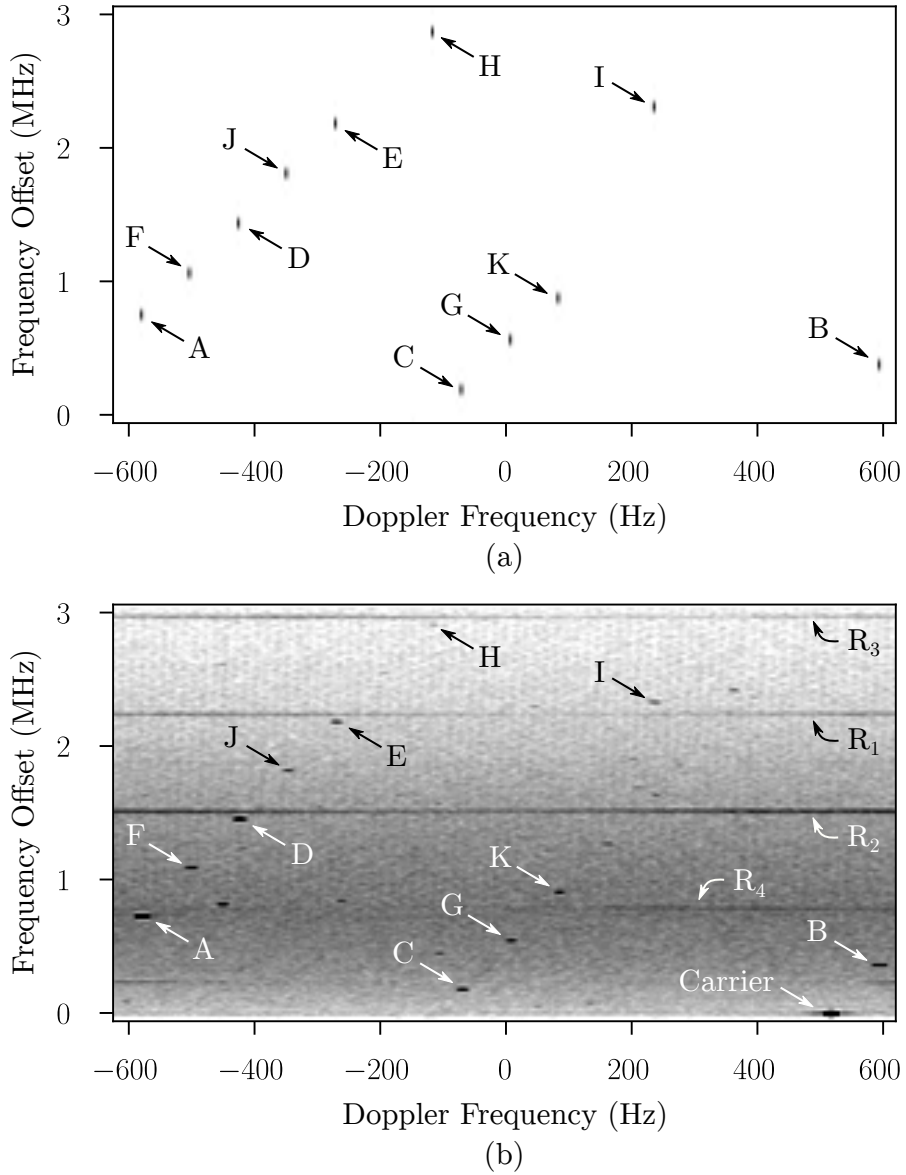 3
2
1
0
Frequency Offset (MHz)
H
I
J
E
F
D
K
A
G
B
C
−600 −400 −200 0 200 400 600
Doppler Frequency (Hz)
(a)
3
2
1
0
Frequency Offset (MHz)
R3
H
I
R1
J
E
R2
F
D
K
R4
A
G
B
C
Carrier
−600 −400 −200 0 200 400 600
Doppler Frequency (Hz)
(b)